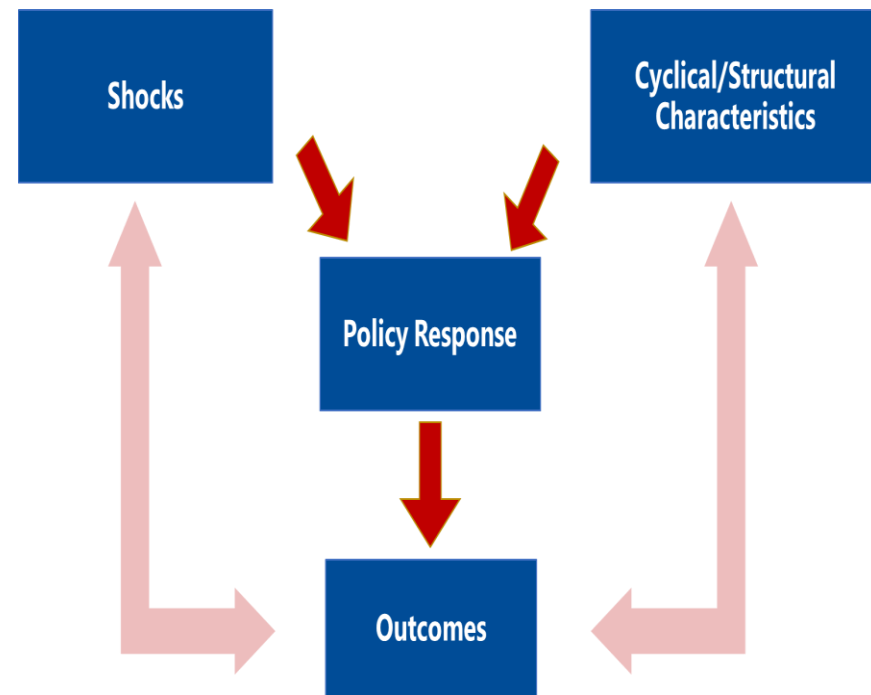 Shocks
Cyclical/Structural
Characteristics
Policy Response
Outcomes